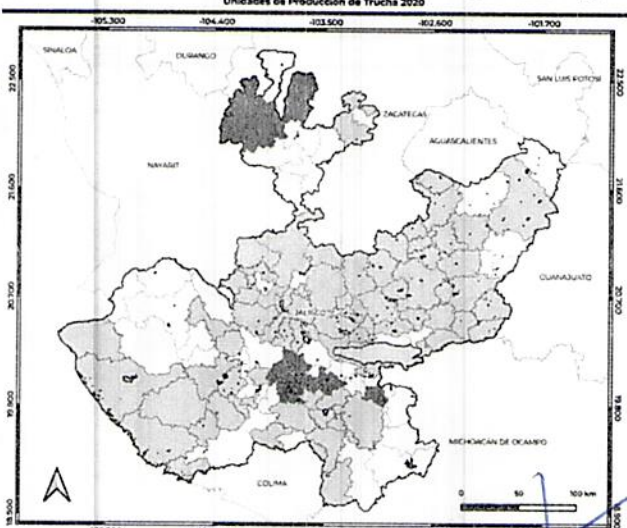 Unidades de Producción de Trucha 2020
-105.300 -104.400 -103.500 -102.600 -101.700
SINALOA
DURANGO
SAN LUIS POTOSÍ
22.500 22.500
ZACATECAS
AGUASCALIENTES
NAYARIT
21.600 21.600
GUANAJUATO
20.700 20.700
JALISCO
19.800 19.800
MICHOACÁN DE OCAMPO
COLIMA
0 50 100 km